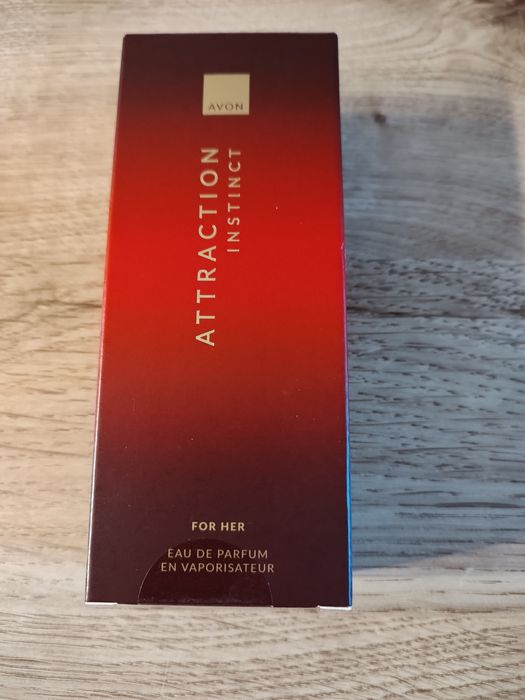 AVON
ATTRACTION
INSTINCT
FOR HER
EAU DE PARFUM
EN VAPORISATEUR